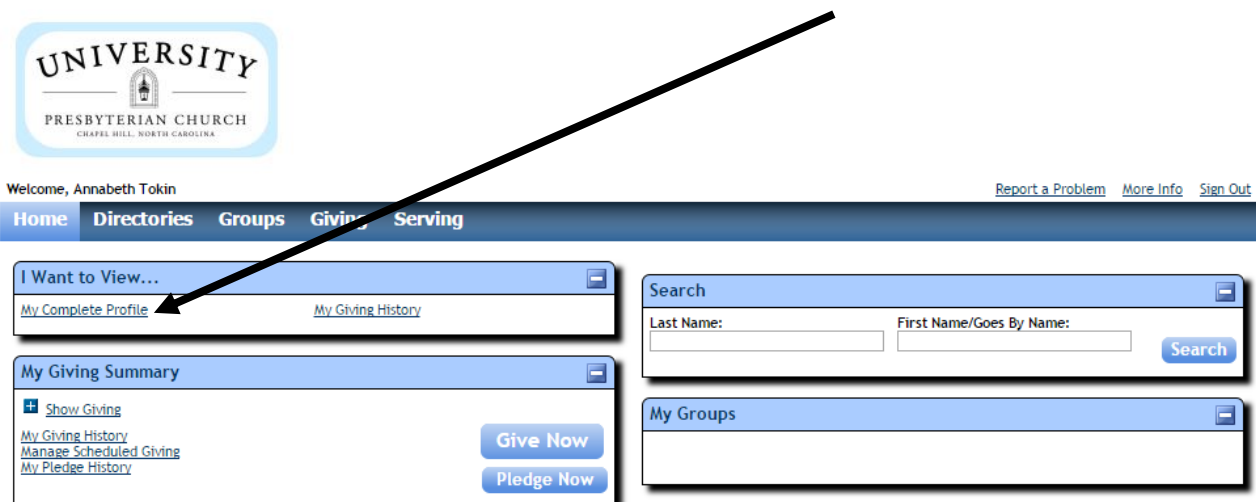 UNIVERSITY
PRESBYTERIAN CHURCH
CHAPEL HILL, NORTH CAROLINA
Welcome, Annabeth Tokin
Report a Problem More Info Sign Out
Home Directories Groups Giving Serving
I Want to View...
My Complete Profile My Giving History
Search
Last Name: First Name/Goes By Name:
Search
My Giving Summary
Show Giving
My Giving History
Manage Scheduled Giving
My Pledge History
Give Now
Pledge Now
My Groups